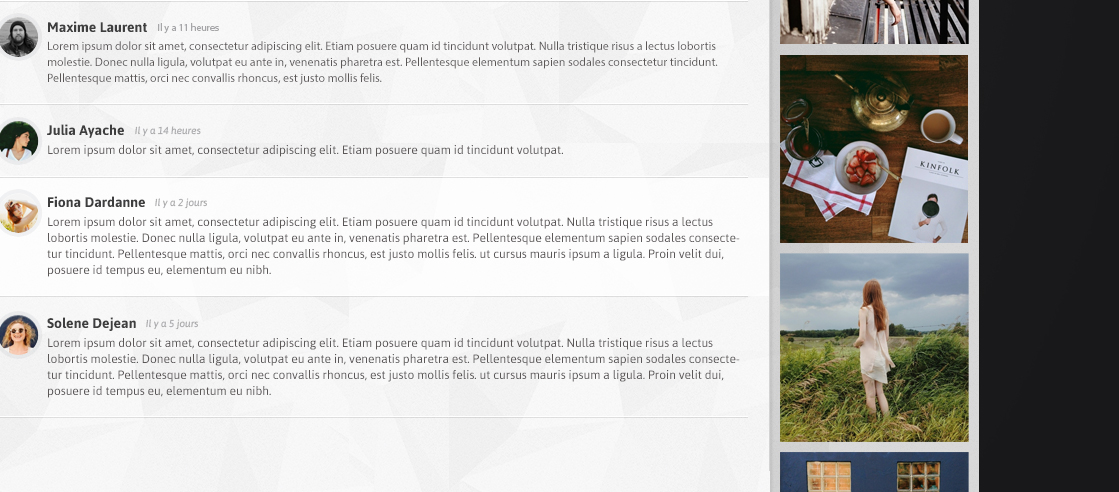 Maxime Laurent Il y a 11 heures
Lorem ipsum dolor sit amet, consectetur adipiscing elit. Etiam posuere quam id tincidunt volutpat. Nulla tristique risus a lectus lobortis
molestie. Donec nulla ligula, volutpat eu ante in, venenatis pharetra est. Pellentesque elementum sapien sodales consectetur tincidunt.
Pellentesque mattis, orci nec convallis rhoncus, est justo mollis felis.
Julia Ayache Il y a 14 heures
Lorem ipsum dolor sit amet, consectetur adipiscing elit. Etiam posuere quam id tincidunt volutpat.
Fiona Dardanne Il y a 2 jours
Lorem ipsum dolor sit amet, consectetur adipiscing elit. Etiam posuere quam id tincidunt volutpat. Nulla tristique risus a lectus
lobortis molestie. Donec nulla ligula, volutpat eu ante in, venenatis pharetra est. Pellentesque elementum sapien sodales consecte-
tur tincidunt. Pellentesque mattis, orci nec convallis rhoncus, est justo mollis felis. ut cursus mauris ipsum a ligula. Proin velit dui,
posuere id tempus eu, elementum eu nibh.
Solene Dejean Il y a 5 jours
Lorem ipsum dolor sit amet, consectetur adipiscing elit. Etiam posuere quam id tincidunt volutpat. Nulla tristique risus a lectus
lobortis molestie. Donec nulla ligula, volutpat eu ante in, venenatis pharetra est. Pellentesque elementum sapien sodales consecte-
tur tincidunt. Pellentesque mattis, orci nec convallis rhoncus, est justo mollis felis. ut cursus mauris ipsum a ligula. Proin velit dui,
posuere id tempus eu, elementum eu nibh.
KINFOLK